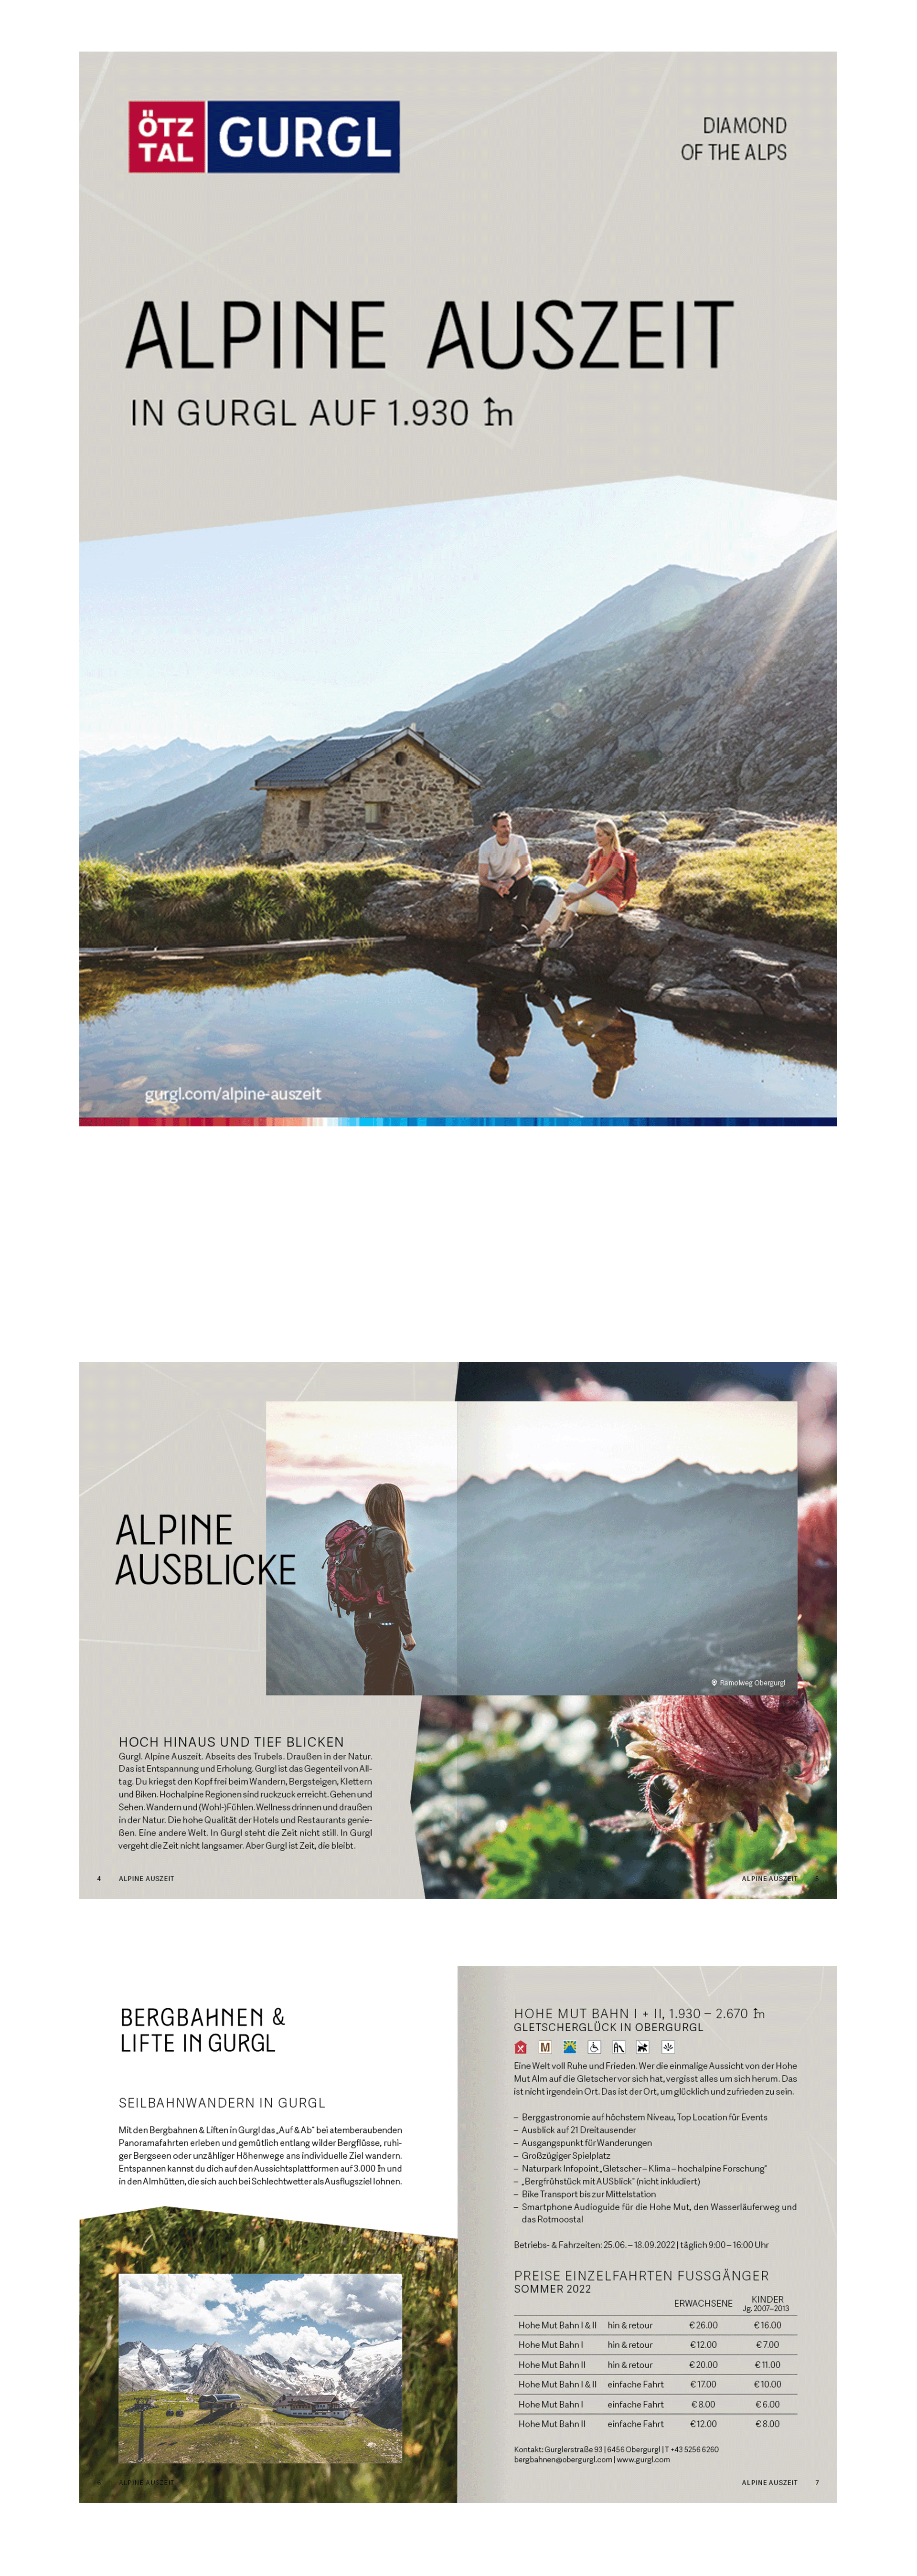 ÖTZ
TAL
GURGL
DIAMOND
OF THE ALPS
ALPINE AUSZEIT
IN GURGL AUF 1.930 m
gurgl.com/alpine-auszeit
ALPINE
AUSBLICKE
Ramolweg Obergurgl
HOCH HINAUS UND TIEF BLICKEN
Gurgl. Alpine Auszeit. Abseits des Trubels. Draußen in der Natur.
Das ist Entspannung und Erholung. Gurgl ist das Gegenteil von All-
tag. Du kriegst den Kopf frei beim Wandern, Bergsteigen, Klettern
und Biken. Hochalpine Regionen sind ruckzuck erreicht. Gehen und
Sehen. Wandern und (Wohl-)Fühlen. Wellness drinnen und draußen
in der Natur. Die hohe Qualität der Hotels und Restaurants genie-
ßen. Eine andere Welt. In Gurgl steht die Zeit nicht still. In Gurgl
vergeht die Zeit nicht langsamer. Aber Gurgl ist Zeit, die bleibt.
4 ALPINE AUSZEIT
ALPINE AUSZEIT 5
BERGBAHNEN &
LIFTE IN GURGL
SEILBAHNWANDERN IN GURGL
Mit den Bergbahnen & Liften in Gurgl das „Auf & Ab“ bei atemberaubenden
Panoramafahrten erleben und gemütlich entlang wilder Bergflüsse, ruhi-
ger Bergseen oder unzähliger Höhenwege ans individuelle Ziel wandern.
Entspannen kannst du dich auf den Aussichtsplattformen auf 3.000 m und
in den Almhütten, die sich auch bei Schlechtwetter als Ausflugsziel lohnen.
6 ALPINE AUSZEIT
HOHE MUT BAHN I + II, 1.930 – 2.670 m
GLETSCHERGLÜCK IN OBERGURGL
M
Eine Welt voll Ruhe und Frieden. Wer die einmalige Aussicht von der Hohe
Mut Alm auf die Gletscher vor sich hat, vergisst alles um sich herum. Das
ist nicht irgendein Ort. Das ist der Ort, um glücklich und zufrieden zu sein.
– Berggastronomie auf höchstem Niveau, Top Location für Events
– Ausblick auf 21 Dreitausender
– Ausgangspunkt für Wanderungen
– Großzügiger Spielplatz
– Naturpark Infopoint „Gletscher – Klima – hochalpine Forschung“
– „Bergfrühstück mit AUSblick“ (nicht inkludiert)
– Bike Transport bis zur Mittelstation
– Smartphone Audioguide für die Hohe Mut, den Wasserläuferweg und
das Rotmoostal
Betriebs- & Fahrzeiten: 25.06. – 18.09.2022 | täglich 9:00 – 16:00 Uhr
PREISE EINZELFAHRTEN FUSSGÄNGER
SOMMER 2022
ERWACHSENE KINDER
Jg. 2007–2013
Hohe Mut Bahn I & II hin & retour € 26.00 € 16.00
Hohe Mut Bahn I hin & retour € 12.00 € 7.00
Hohe Mut Bahn II hin & retour € 20.00 € 11.00
Hohe Mut Bahn I & II einfache Fahrt € 17.00 € 10.00
Hohe Mut Bahn I einfache Fahrt € 8.00 € 6.00
Hohe Mut Bahn II einfache Fahrt € 12.00 € 8.00
Kontakt: Gurglerstraße 93 | 6456 Obergurgl | T +43 5256 6260
bergbahnen@obergurgl.com | www.gurgl.com
ALPINE AUSZEIT 7